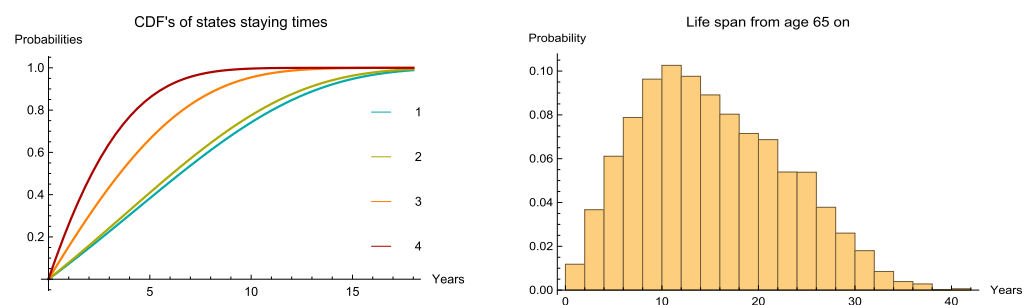 CDF's of states staying times
Probabilities
1.0
0.8
0.6
0.4
0.2
5 10 15
Years
1
2
3
4
Life span from age 65 on
Probability
0.10
0.08
0.06
0.04
0.02
0.00
0 10 20 30 40
Years